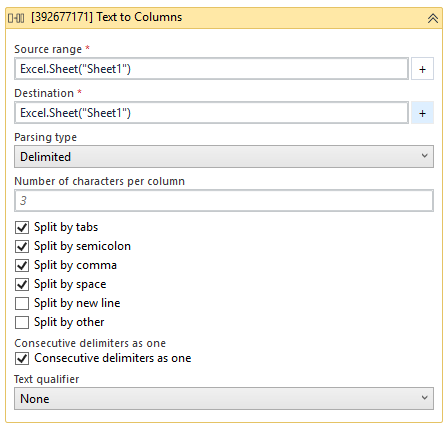 [392677171] Text to Columns
Source range *
Excel.Sheet("Sheet1")
+
Destination *
Excel.Sheet("Sheet1")
+
Parsing type
Delimited
Number of characters per column
3
Split by tabs
Split by semicolon
Split by comma
Split by space
Split by new line
Split by other
Consecutive delimiters as one
Consecutive delimiters as one
Text qualifier
None